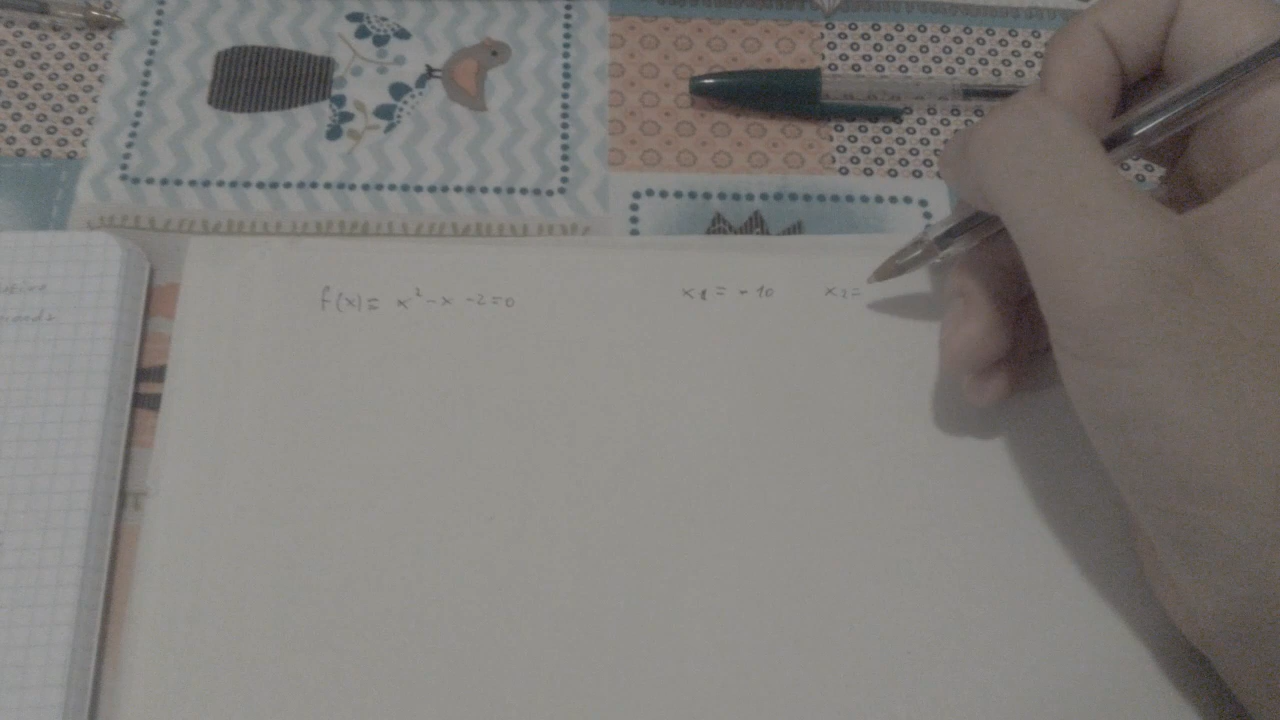 f(x)= x²-x-2=0
x1= -10 x2=